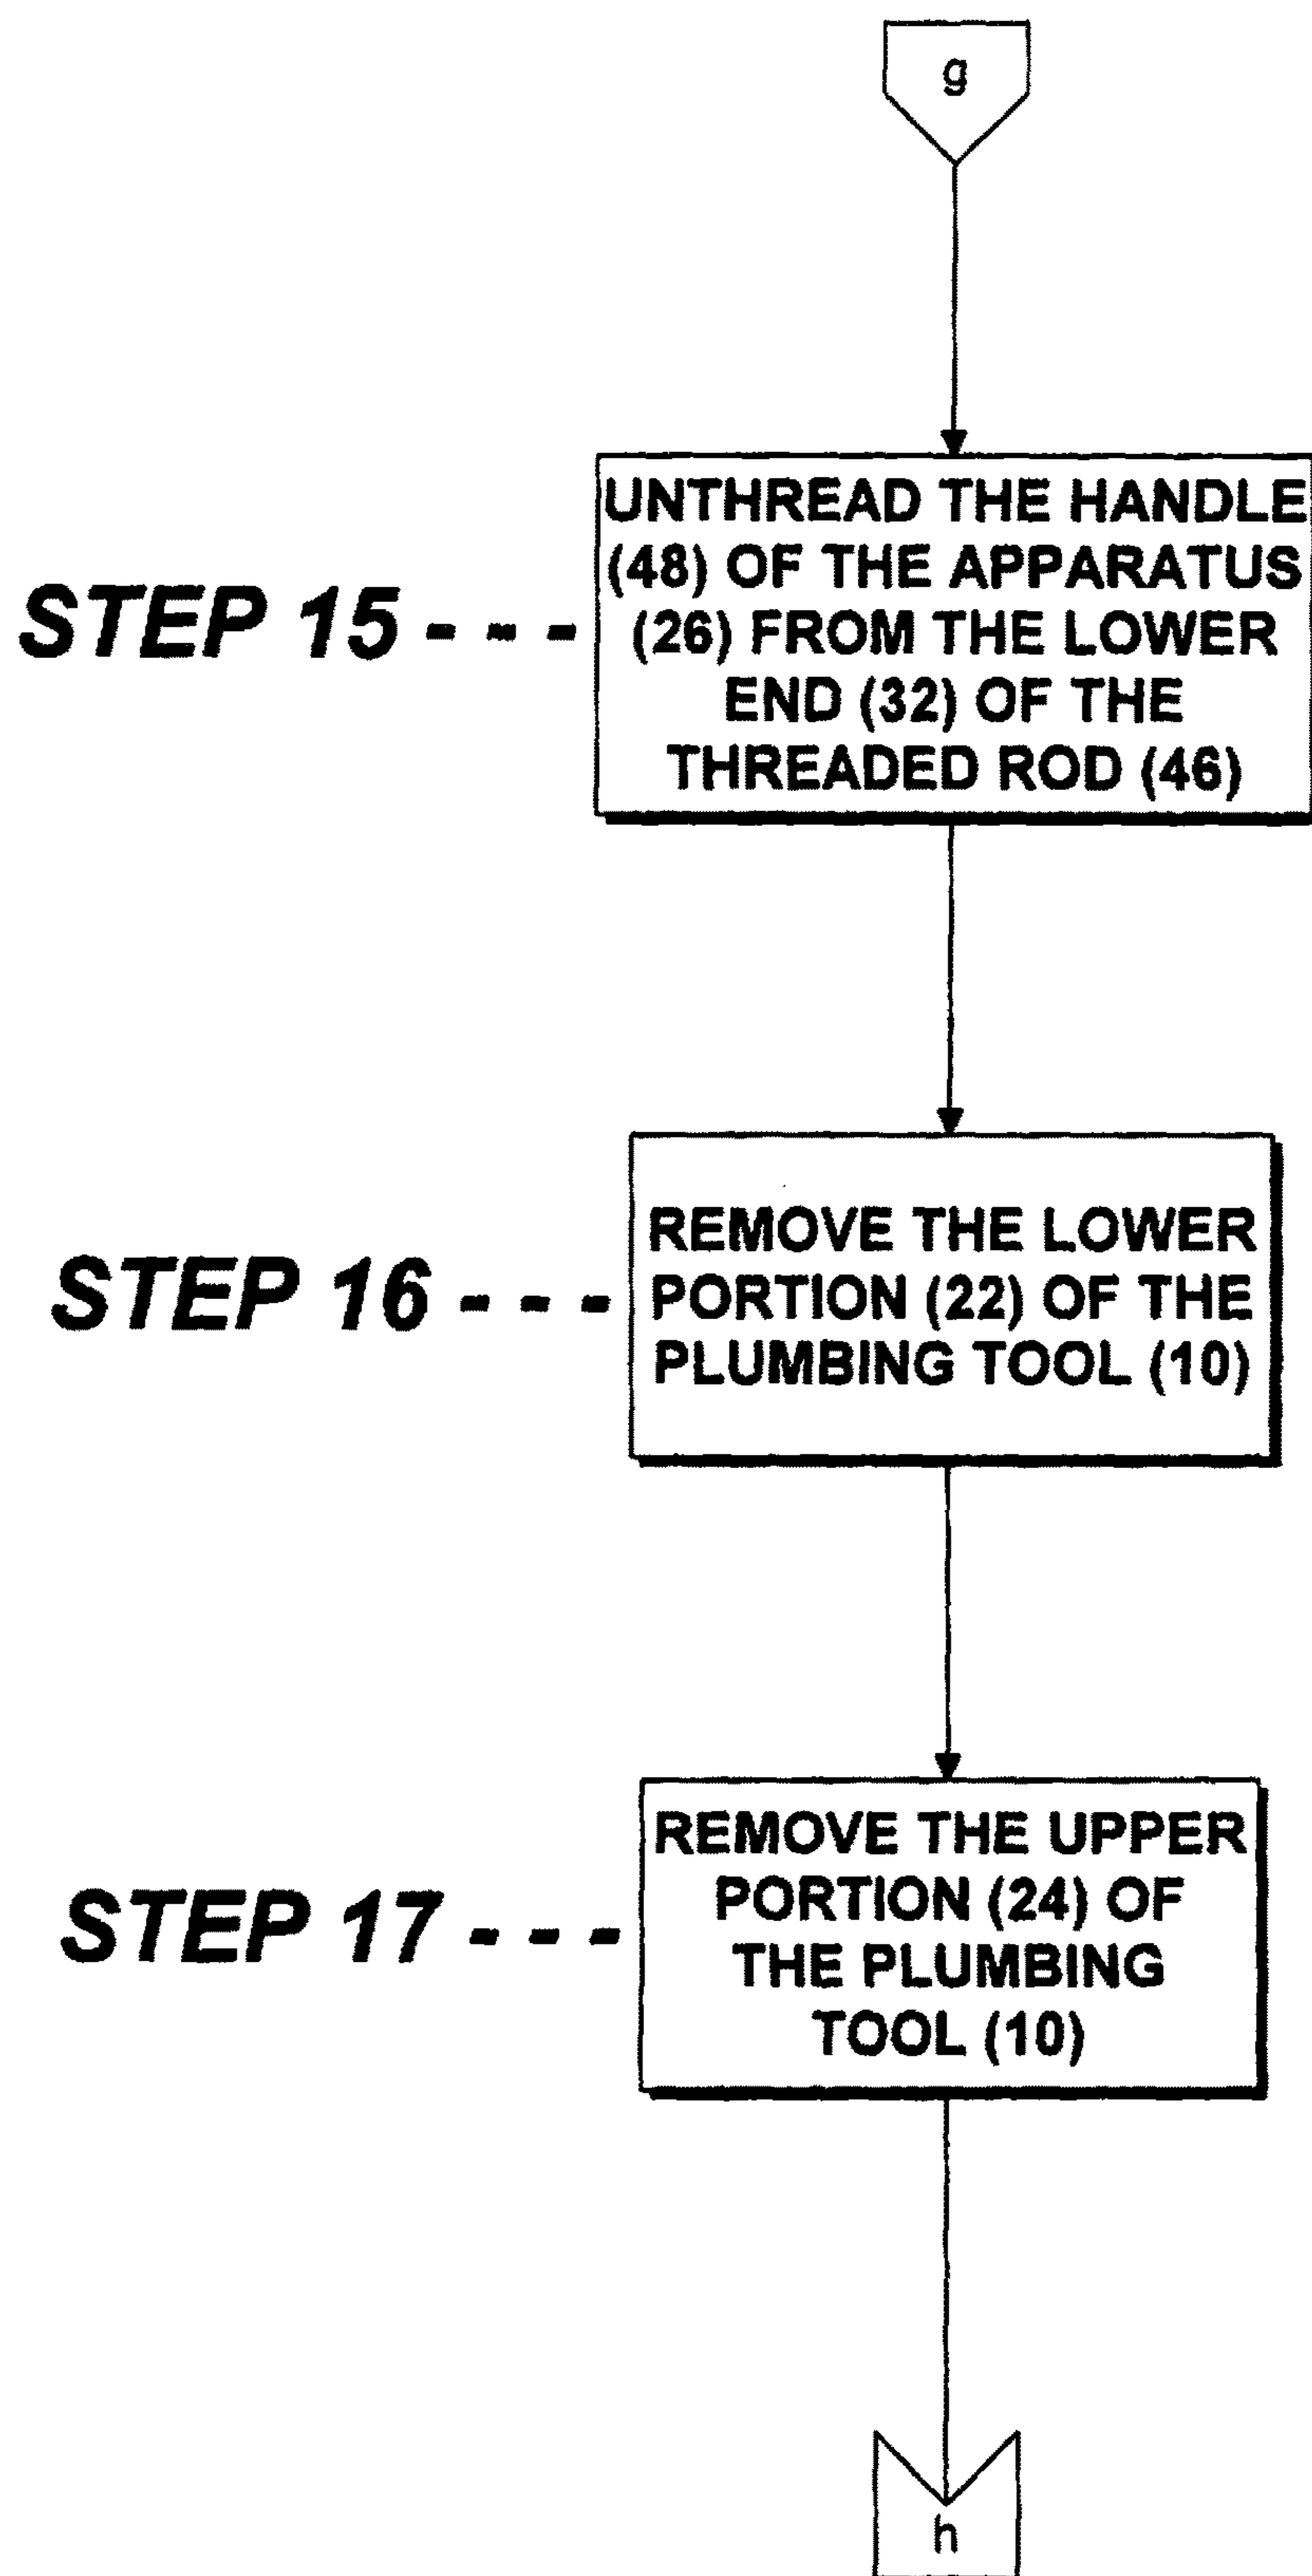 g
UNTHREAD THE HANDLE
(48) OF THE APPARATUS
STEP 15 - - - (26) FROM THE LOWER
END (32) OF THE
THREADED ROD (46)
REMOVE THE LOWER
STEP 16 - - - PORTION (22) OF THE
PLUMBING TOOL (10)
REMOVE THE UPPER
PORTION (24) OF
STEP 17 - - - THE PLUMBING
TOOL (10)
h